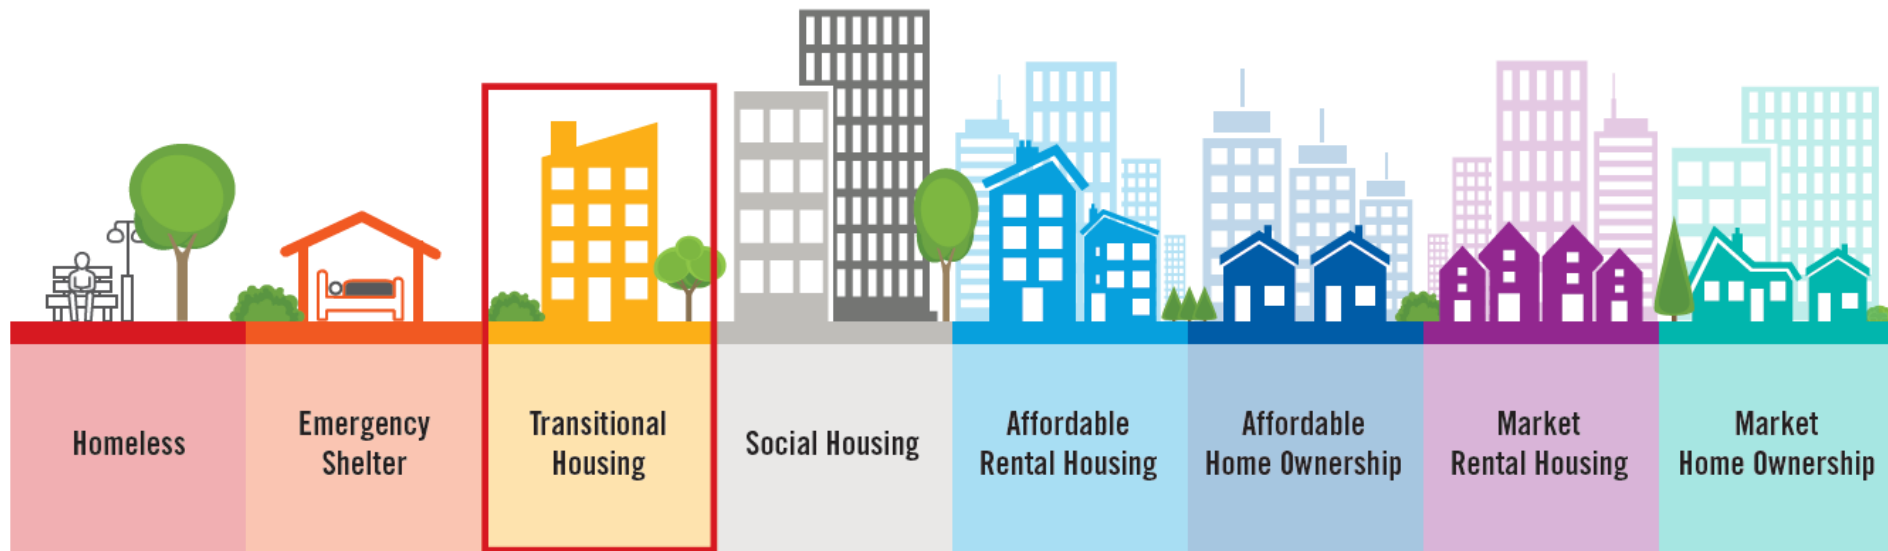 Homeless
Emergency
Shelter
Transitional
Housing
Social Housing
Affordable
Rental Housing
Affordable
Home Ownership
Market
Rental Housing
Market
Home Ownership